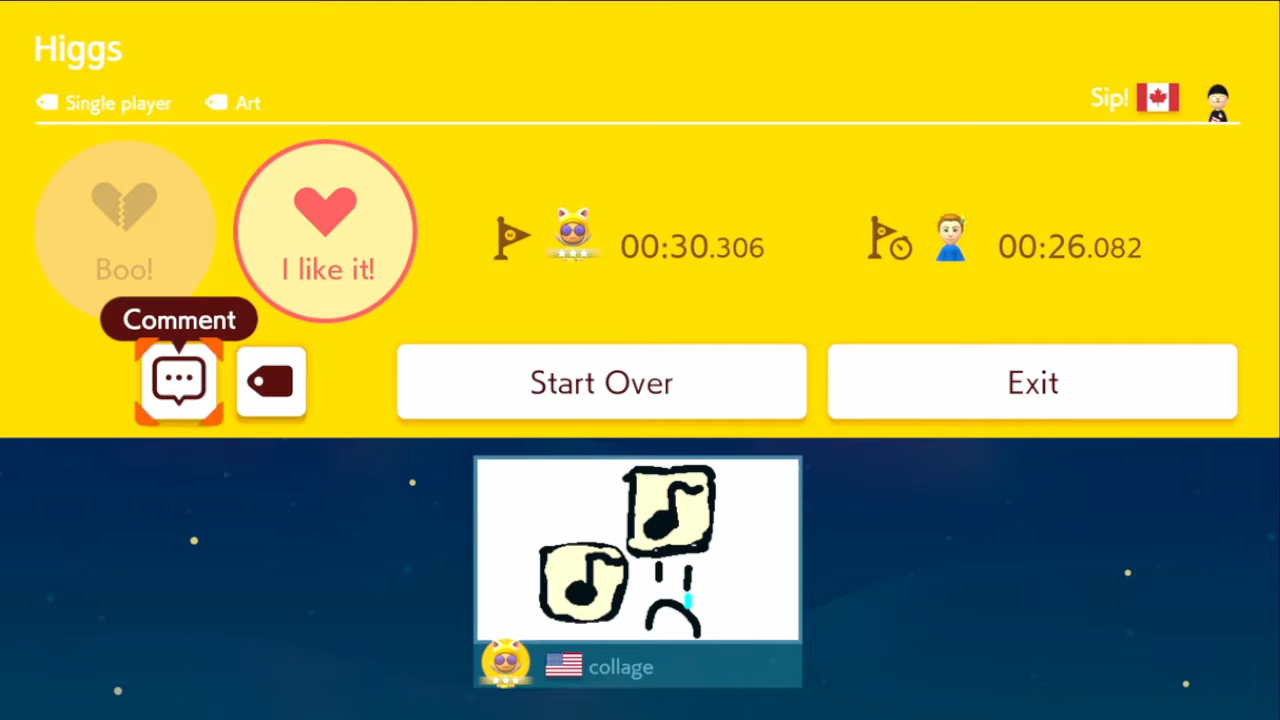 Higgs
Single player Art
Sip!
Boo!
I like it!
00:30.306
00:26.082
Comment
Start Over
Exit
collage